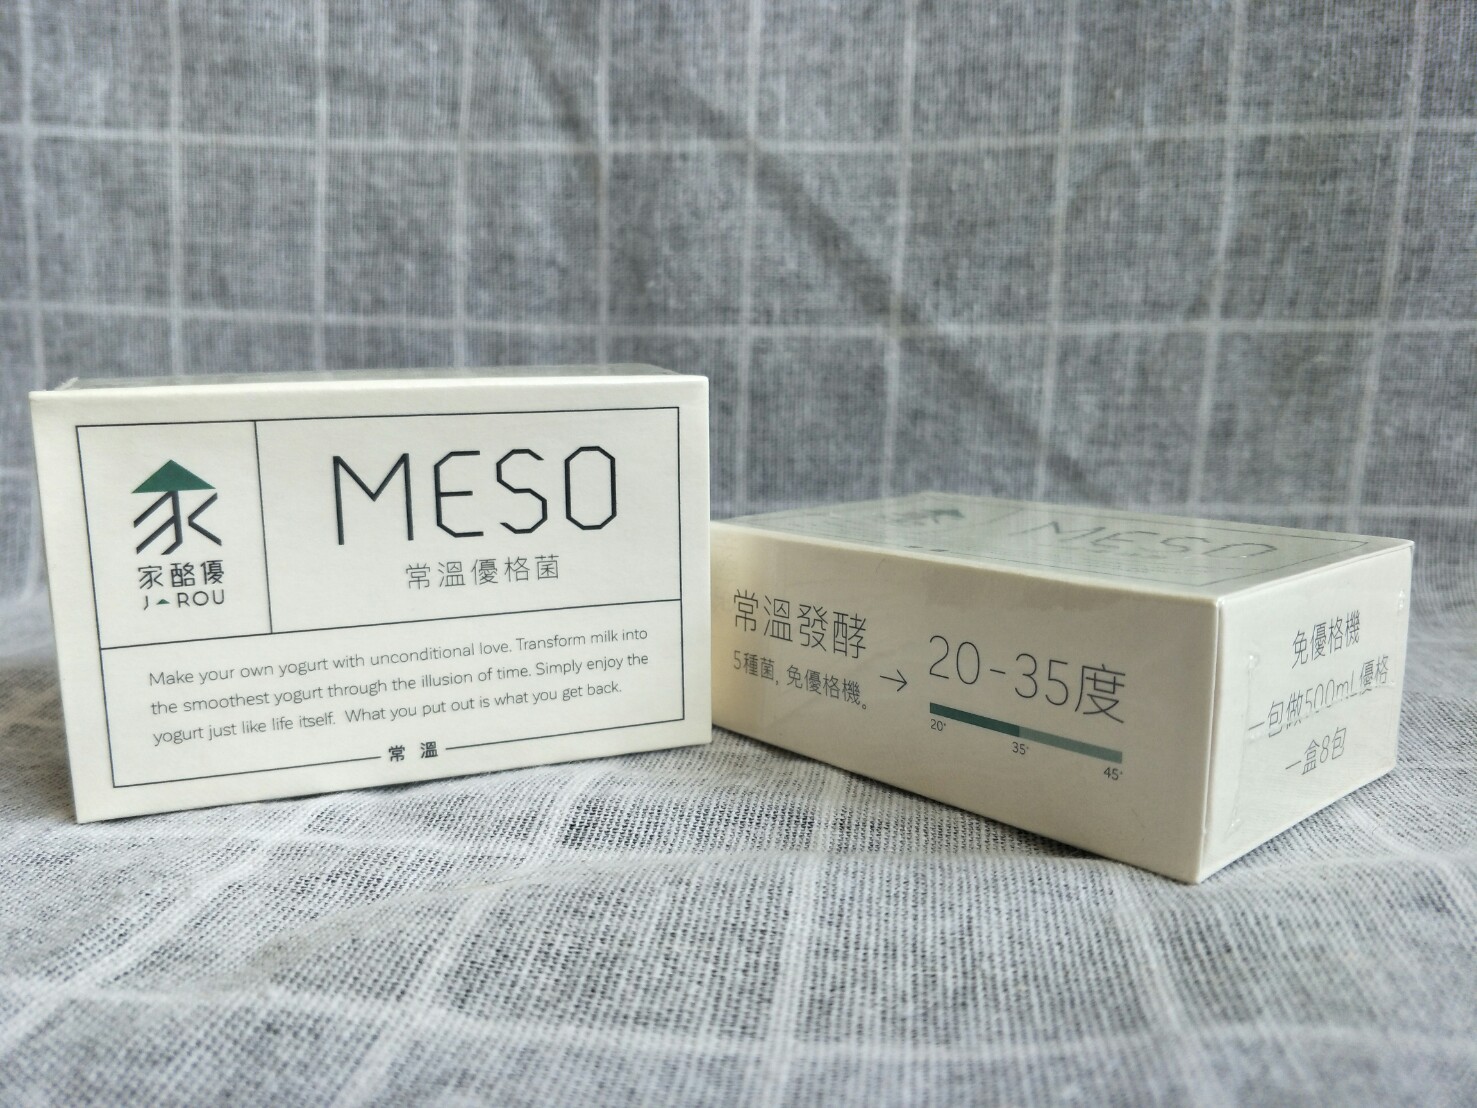 MESO
常溫優格菌
家酪優
JAROU
Make your own yogurt with unconditional love. Transform milk into
the smoothest yogurt through the illusion of time. Simply enjoy the
yogurt just like life itself. What you put out is what you get back.
常溫
MESO
常溫發酵
5種菌, 免優格機。
→ 20-35度
20°
35°
45°
免優格機
一包做500mL優格
一盒8包